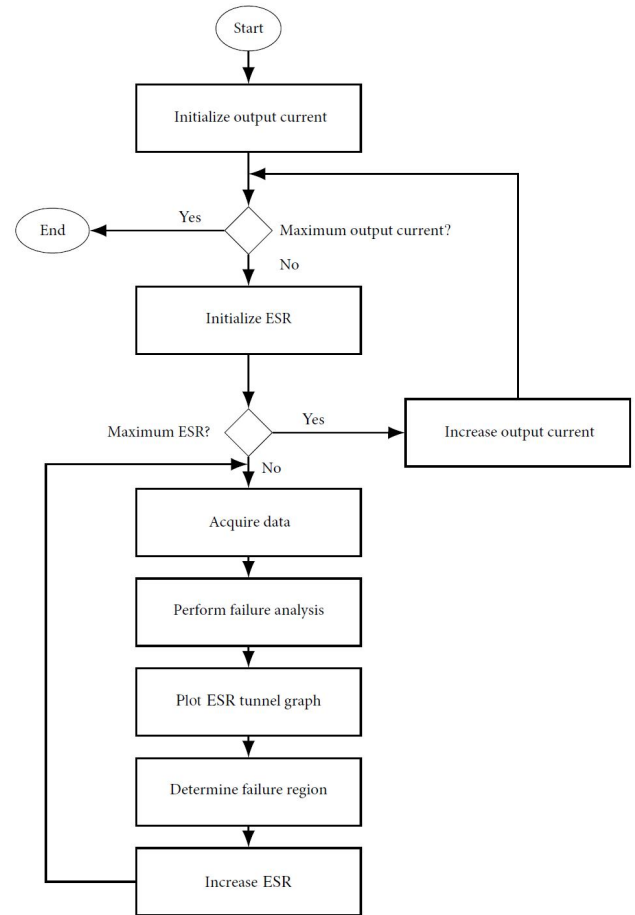 Start
Initialize output current
Yes
End
Maximum output current?
No
Initialize ESR
Maximum ESR?
Yes
Increase output current
No
Acquire data
Perform failure analysis
Plot ESR tunnel graph
Determine failure region
Increase ESR